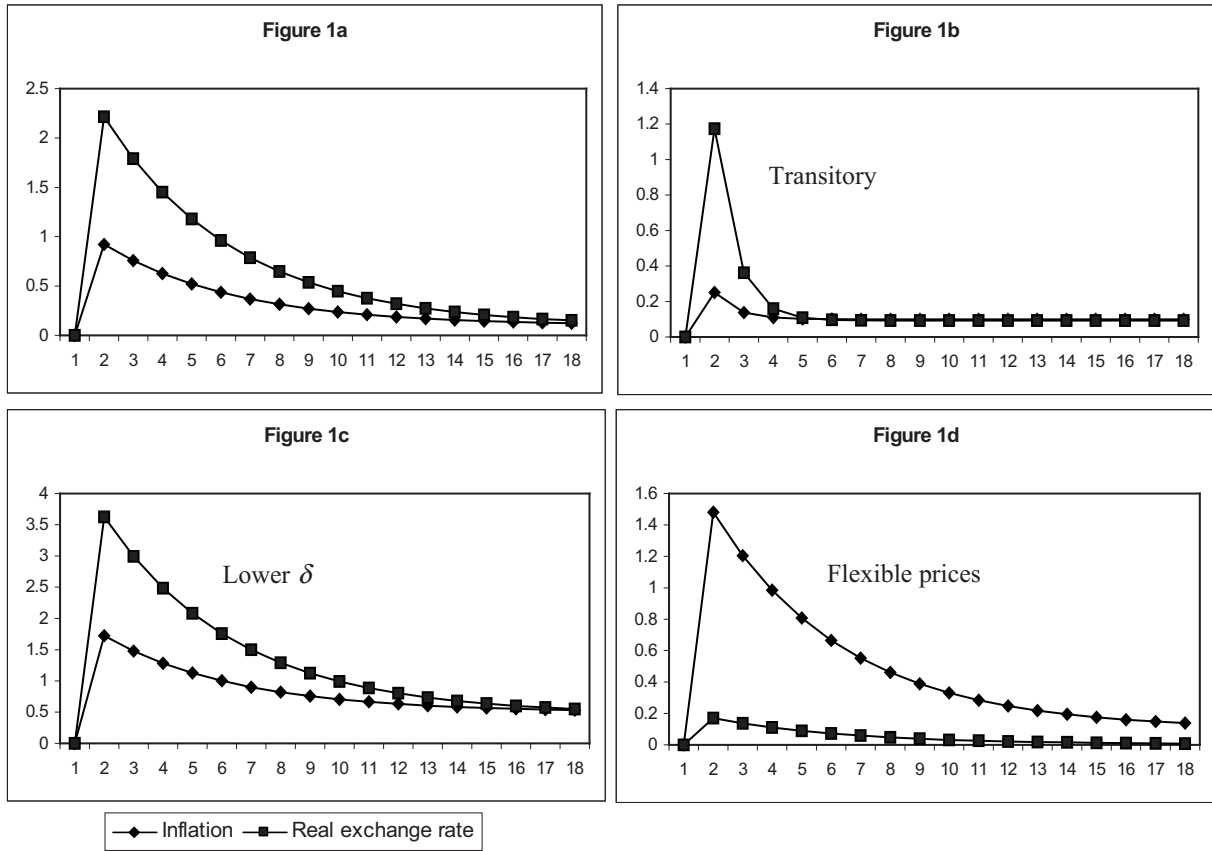 Figure 1a
2.5
2
1.5
1
0.5
0
1 2 3 4 5 6 7 8 9 10 11 12 13 14 15 16 17 18
Figure 1b
1.4
1.2
1
0.8
0.6
0.4
0.2
0
Transitory
1 2 3 4 5 6 7 8 9 10 11 12 13 14 15 16 17 18
Figure 1c
4
3.5
3
2.5
2
1.5
1
0.5
0
Lower δ
1 2 3 4 5 6 7 8 9 10 11 12 13 14 15 16 17 18
Figure 1d
1.6
1.4
1.2
1
0.8
0.6
0.4
0.2
0
Flexible prices
1 2 3 4 5 6 7 8 9 10 11 12 13 14 15 16 17 18
Inflation Real exchange rate